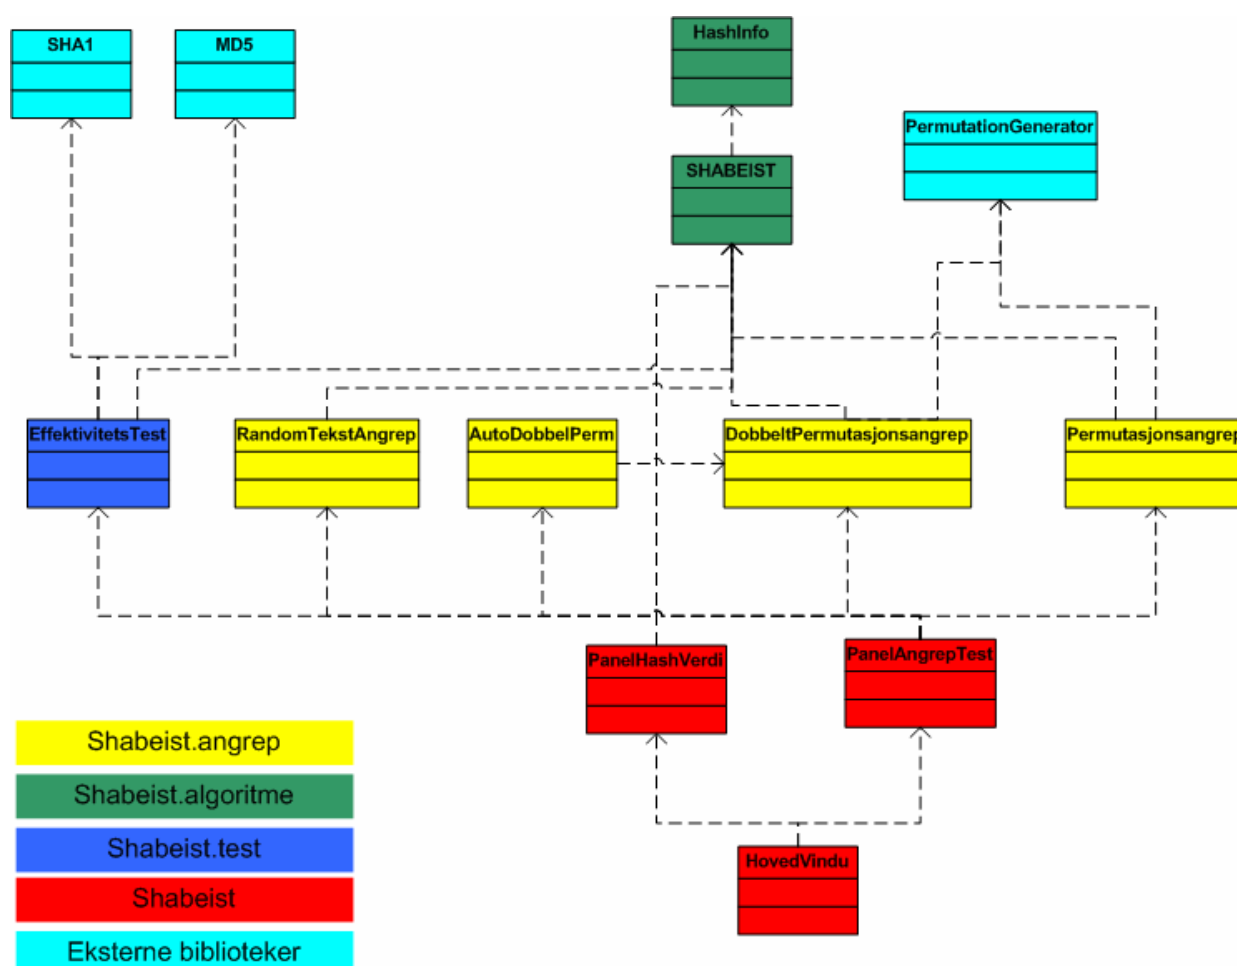 SHA1
MD5
HashInfo
PermutationGenerator
SHABEIST
EffektivitetsTest
RandomTekstAngrep
AutoDobbelPerm
DobbeltPermutasjonsangrep
Permutasjonsangrep
PanelHashVerdi
PanelAngrepTest
HovedVindu
Shabeist.angrep
Shabeist.algoritme
Shabeist.test
Shabeist
Eksterne biblioteker